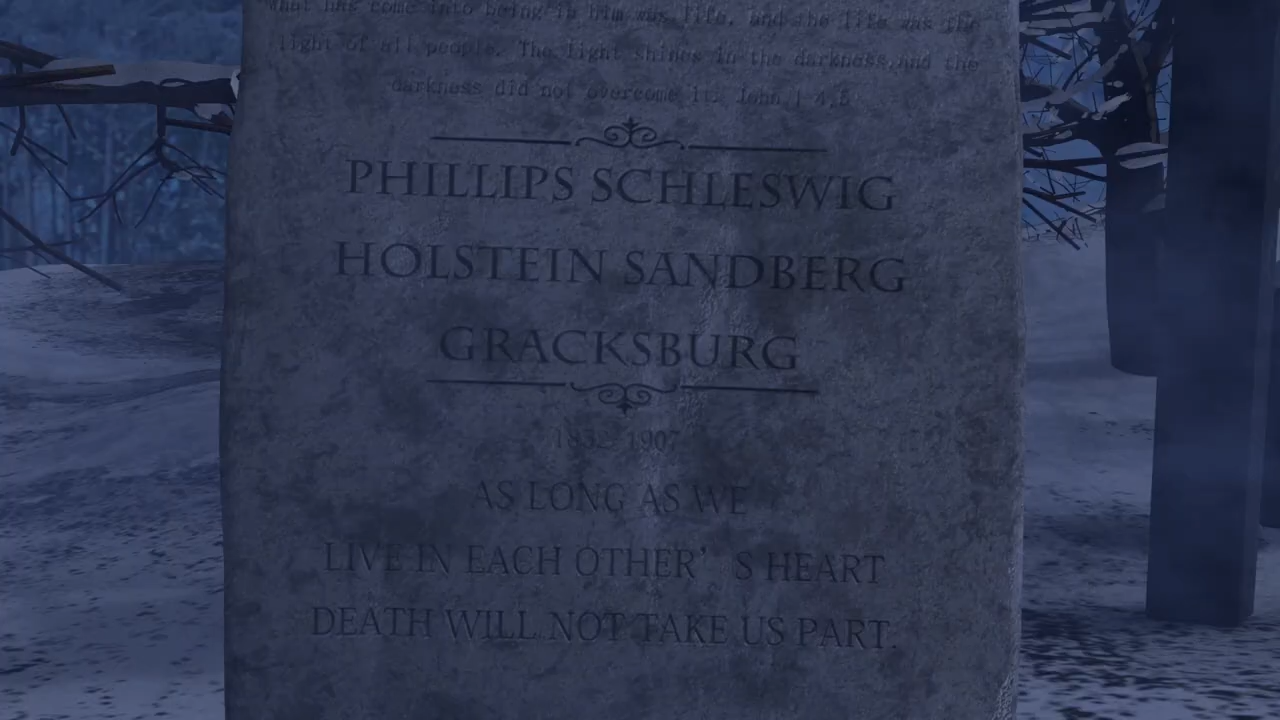 "What has come into being in him was life, and the life was the
light of all people. The light shines in the darkness,and the
darkness did not overcome it. John 1 4,5
PHILLIPS SCHLESWIG
HOLSTEIN SANDBERG
GRACKSBURG
1832-1907
AS LONG AS WE
LIVE IN EACH OTHER' S HEART
DEATH WILL NOT TAKE US PART.